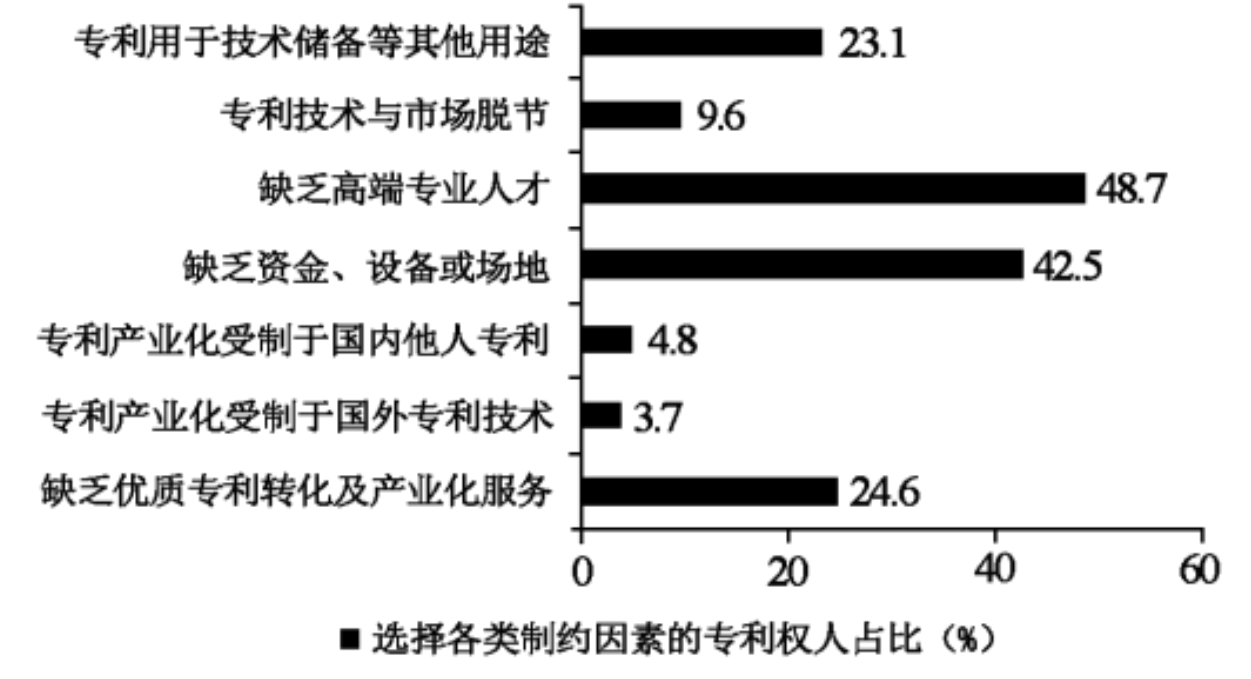 专利用于技术储备等其他用途 23.1
专利技术与市场脱节 9.6
缺乏高端专业人才 48.7
缺乏资金、设备或场地 42.5
专利产业化受制于国内他人专利 4.8
专利产业化受制于国外专利技术 3.7
缺乏优质专利转化及产业化服务 24.6
0 20 40 60
■ 选择各类制约因素的专利权人占比（%）